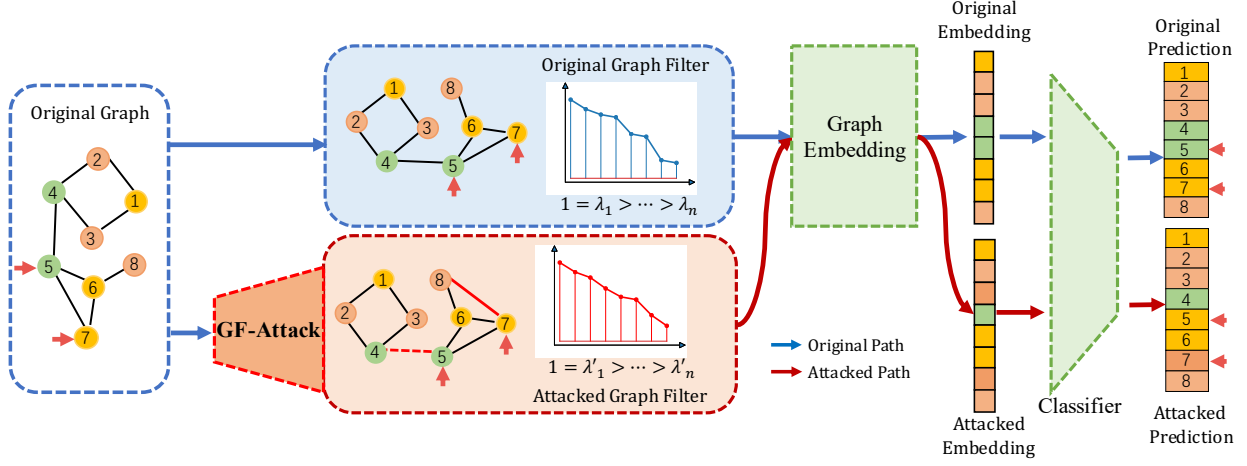 Original Graph
2
4
1
3
5
8
6
7
GF-Attack
Original Graph Filter
1
8
2
3
6
7
4
5
1 = λ₁ > ⋯ > λₙ
1
8
2
3
6
7
4
5
1 = λ′₁ > ⋯ > λ′ₙ
Attacked Graph Filter
Graph
Embedding
Original Path
Attacked Path
Original
Embedding
Attacked
Embedding
Classifier
Original
Prediction
1
2
3
4
5
6
7
8
1
2
3
4
5
6
7
8
Attacked
Prediction